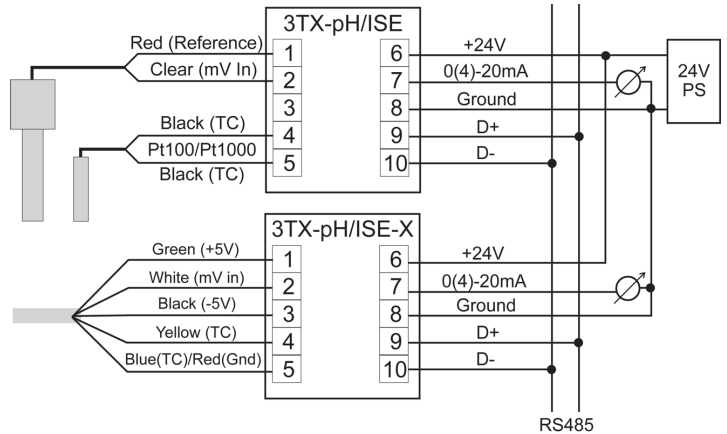 3TX-pH/ISE
Red (Reference)
1
6
+24V
Clear (mV In)
2
7
0(4)-20mA
24V
PS
3
8
Ground
Black (TC)
4
9
D+
Pt100/Pt1000
5
10
D-
Black (TC)
3TX-pH/ISE-X
Green (+5V)
1
6
+24V
White (mV in)
2
7
0(4)-20mA
Black (-5V)
3
8
Ground
Yellow (TC)
4
9
D+
Blue(TC)/Red(Gnd)
5
10
D-
RS485